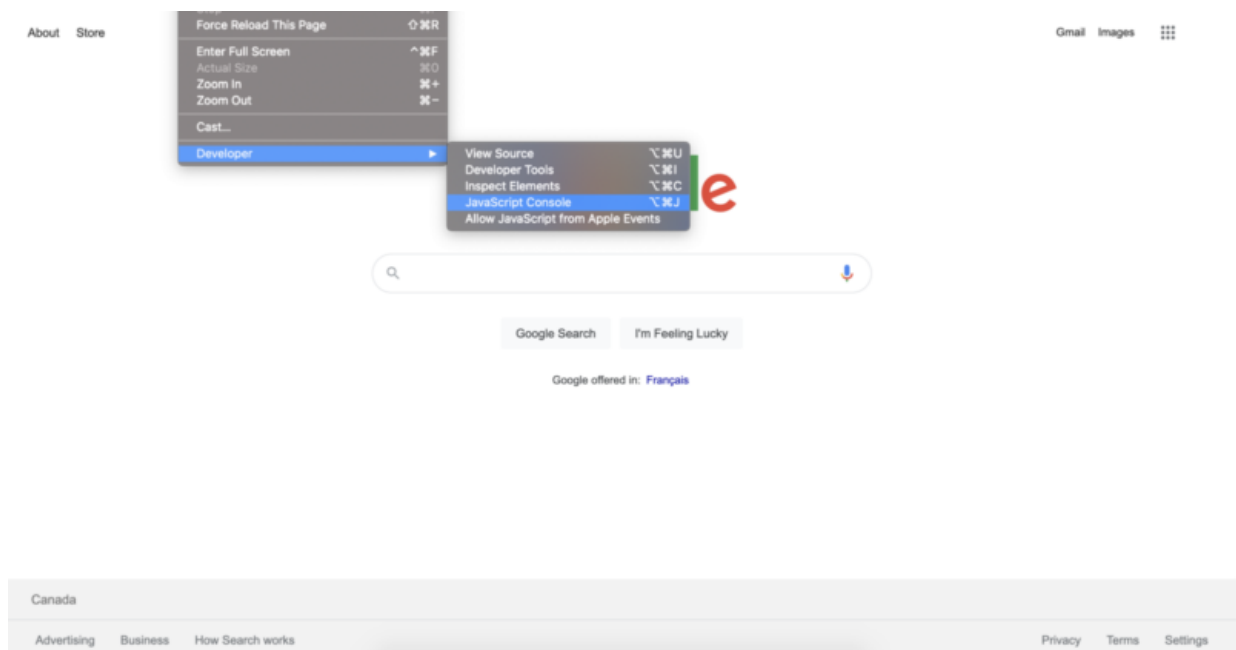 About Store
Gmail Images
Force Reload This Page ⇧⌘R
Enter Full Screen ^⌘F
Actual Size ⌘0
Zoom In ⌘+
Zoom Out ⌘−
Cast...
Developer ▶
View Source ⌥⌘U
Developer Tools ⌥⌘I
Inspect Elements ⌥⌘C
JavaScript Console ⌥⌘J
Allow JavaScript from Apple Events
le
Google Search I'm Feeling Lucky
Google offered in: Français
Canada
Advertising Business How Search works
Privacy Terms Settings